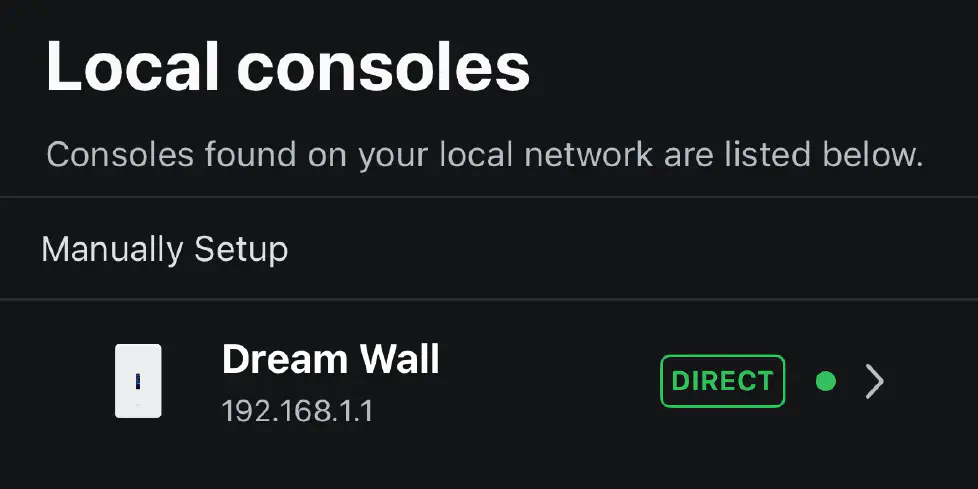 Local consoles
Consoles found on your local network are listed below.
Manually Setup
Dream Wall
192.168.1.1
DIRECT